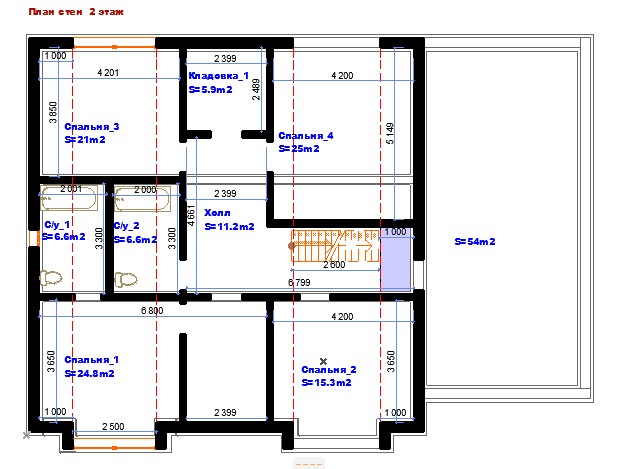 План стен 2 этаж
1 000
2 399
4 201
4 200
Кладовка_1
S=5.9m2
2 489
3 850
Спальня_3
S=21m2
Спальня_4
S=25m2
5 149
2 001
2 000
2 399
4 661
Холл
S=11.2m2
С/у_1
S=6.6m2
С/у_2
S=6.6m2
3 300
3 300
1 000
S=54m2
2 600
6 799
6 800
4 200
3 650
Спальня_1
S=24.8m2
Спальня_2
S=15.3m2
3 650
1 000
2 399
1 000
2 500